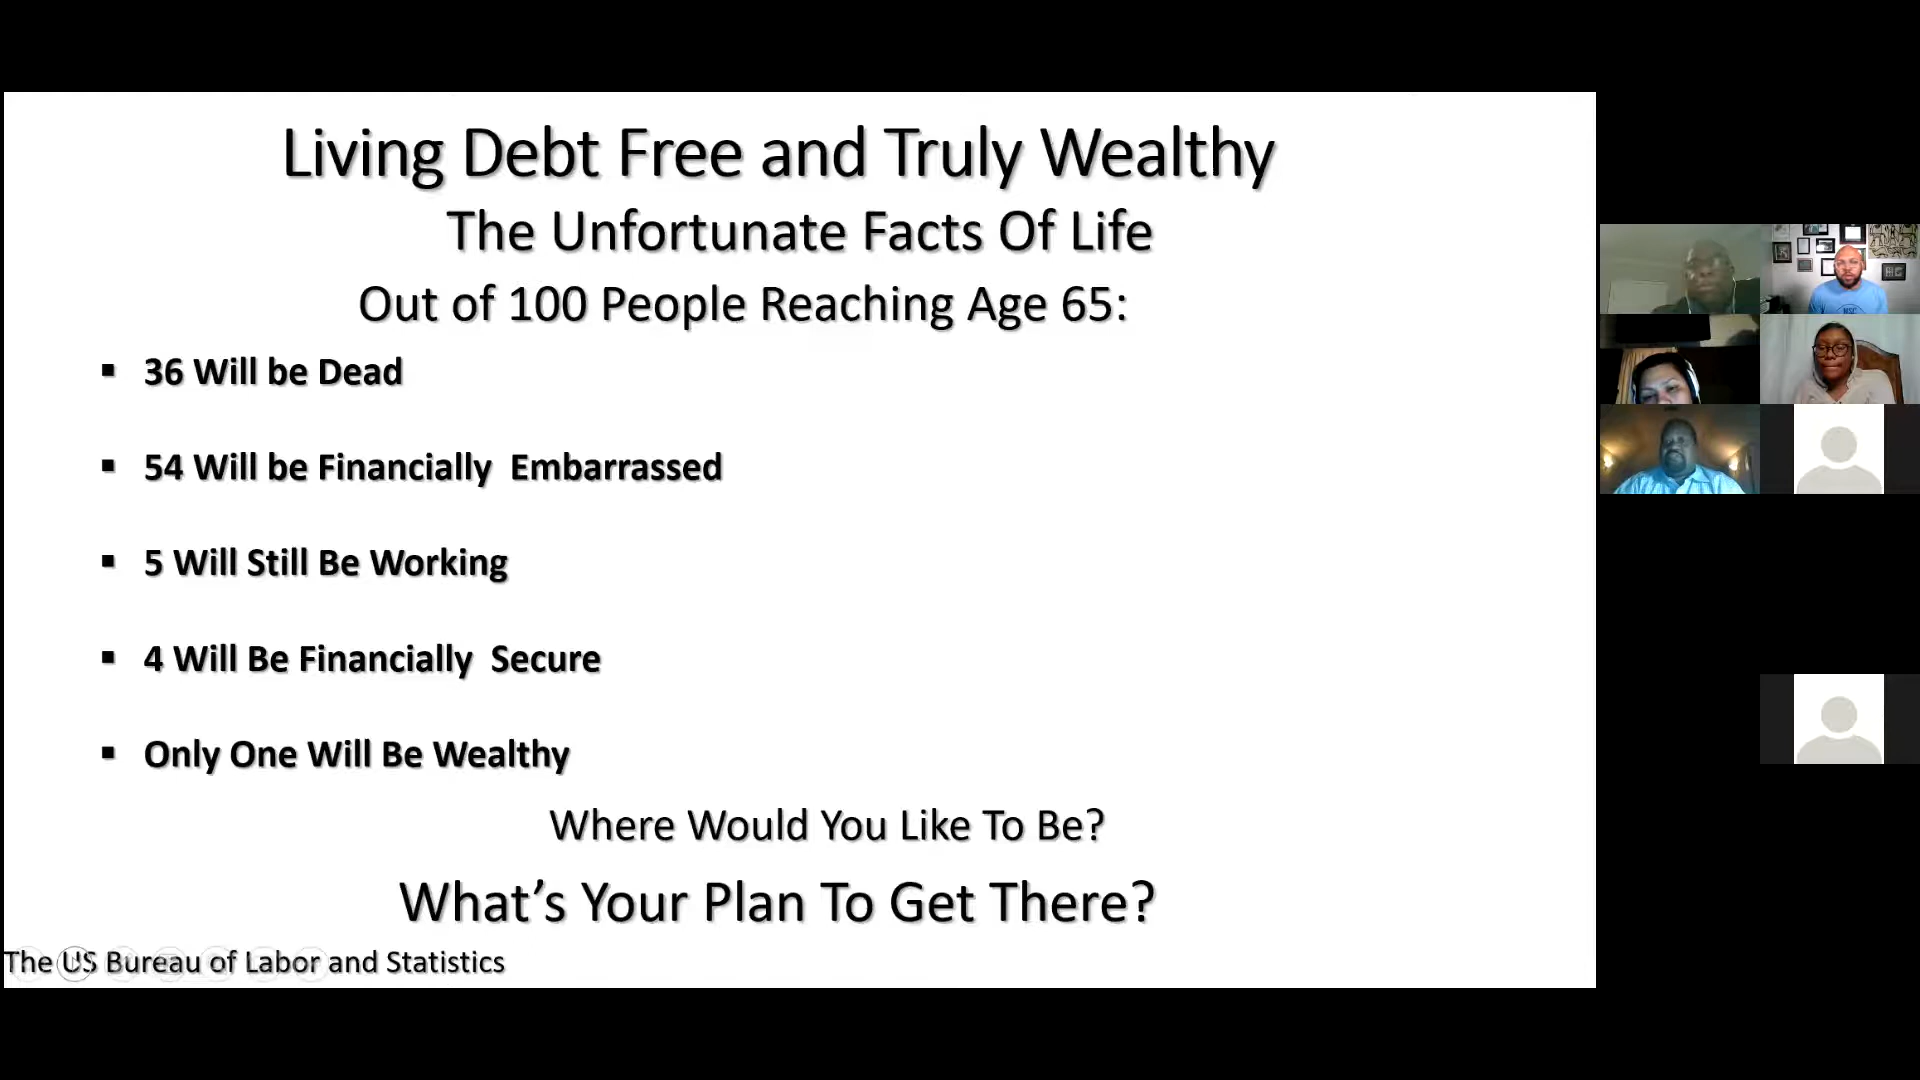 Living Debt Free and Truly Wealthy
The Unfortunate Facts Of Life
Out of 100 People Reaching Age 65:
▪ 36 Will be Dead
▪ 54 Will be Financially  Embarrassed
▪ 5 Will Still Be Working
▪ 4 Will Be Financially  Secure
▪ Only One Will Be Wealthy
Where Would You Like To Be?
What’s Your Plan To Get There?
The US Bureau of Labor and Statistics